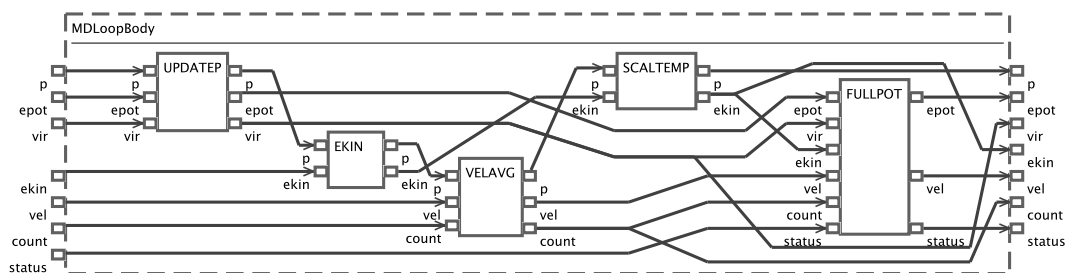 MDLoopBody
UPDATEP
SCALTEMP
p
p
p
p
p
p
FULLPOT
epot
epot
epot
ekin
ekin
epot
epot
epot
vir
vir
vir
EKIN
vir
vir
p
p
ekin
ekin
ekin
ekin
VELAVG
ekin
p
p
vel
vel
vel
vel
vel
vel
count
count
count
count
count
status
status
status
status